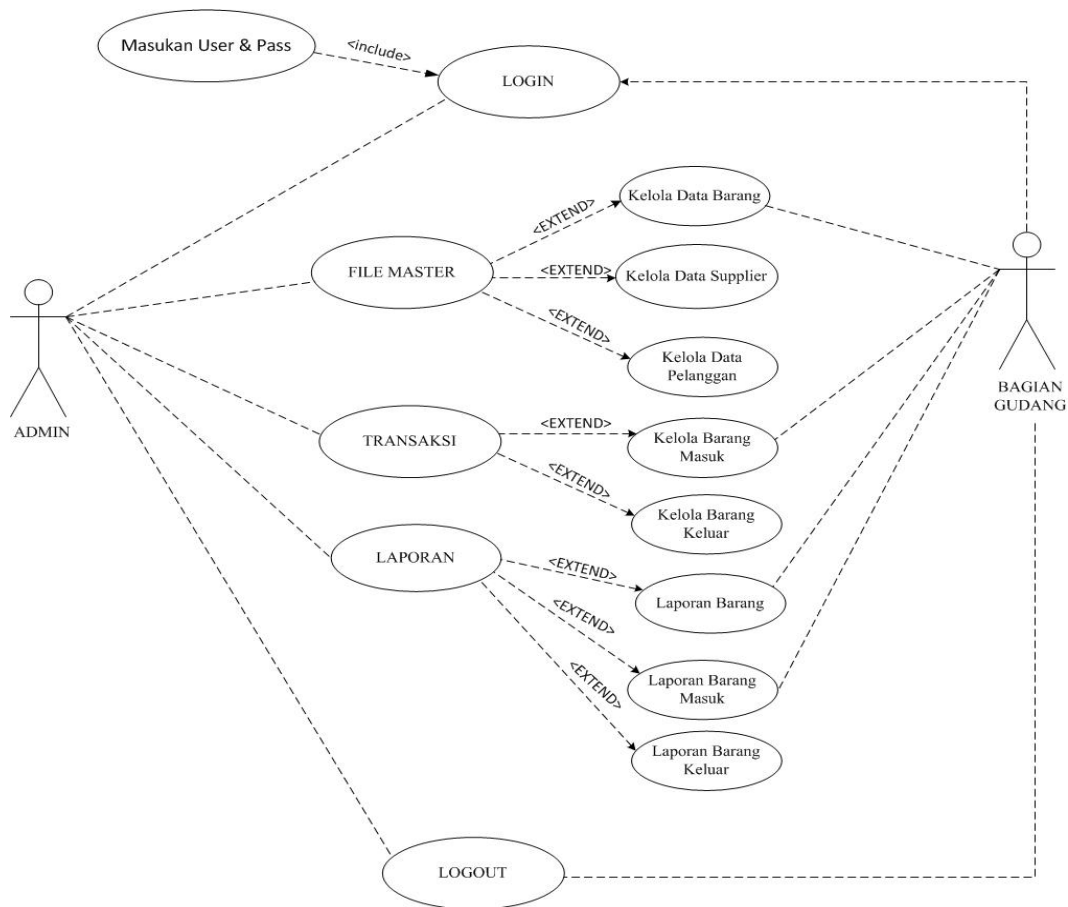 Masukan User & Pass
<include>
LOGIN
Kelola Data Barang
<EXTEND>
FILE MASTER
<EXTEND>
Kelola Data Supplier
<EXTEND>
Kelola Data
Pelanggan
ADMIN
BAGIAN
GUDANG
TRANSAKSI
<EXTEND>
Kelola Barang
Masuk
<EXTEND>
Kelola Barang
Keluar
LAPORAN
<EXTEND>
Laporan Barang
<EXTEND>
Laporan Barang
Masuk
<EXTEND>
Laporan Barang
Keluar
LOGOUT